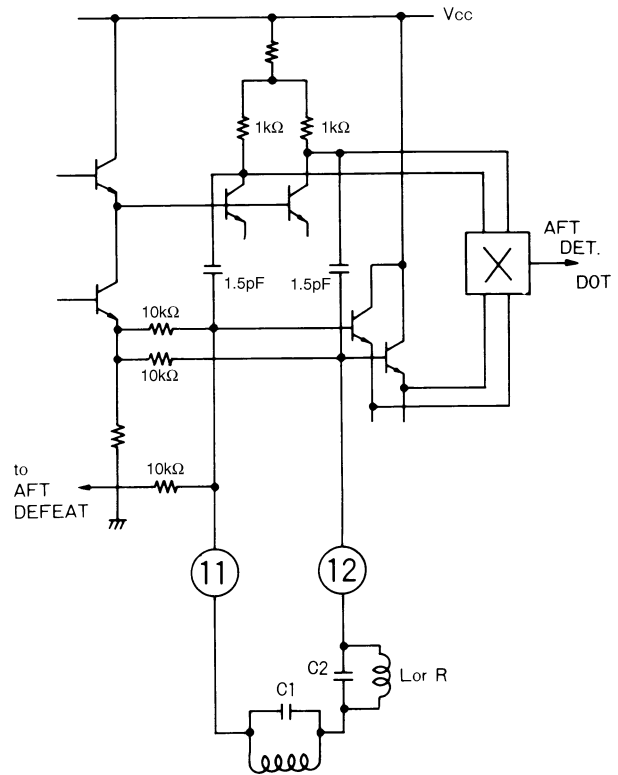 Vcc
1kΩ
1kΩ
AFT
DET.
DOT
1.5pF
1.5pF
10kΩ
10kΩ
10kΩ
to
AFT
DEFEAT
11
12
C2
L or R
C1